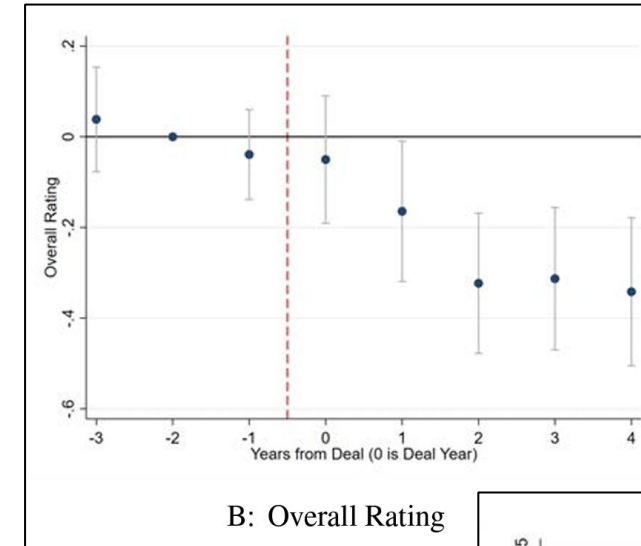 .2
0
-.2
-.4
-.6
Overall Rating
-3 -2 -1 0 1 2 3 4
Years from Deal (0 is Deal Year)
B: Overall Rating
5